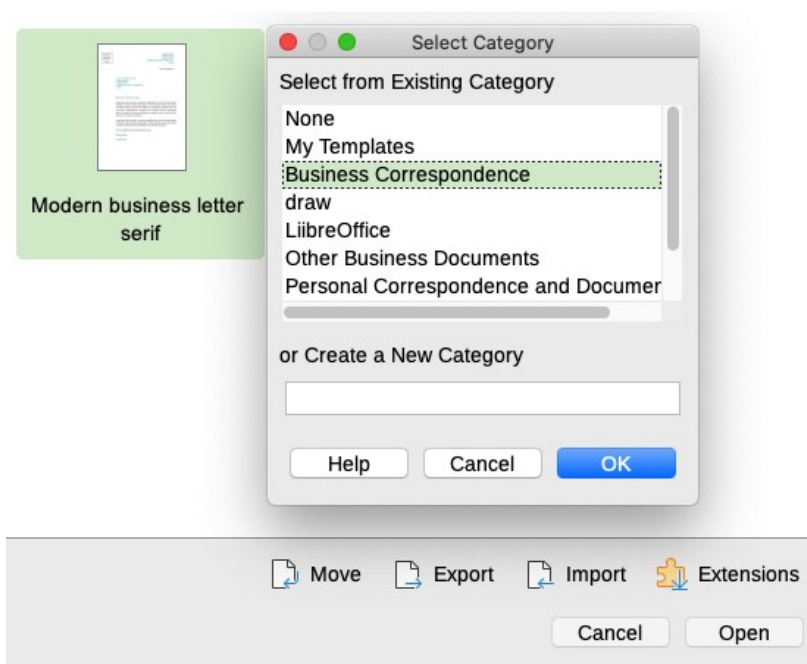 Select Category
Select from Existing Category
None
My Templates
Business Correspondence
draw
LiibreOffice
Other Business Documents
Personal Correspondence and Documer
Modern business letter
serif
or Create a New Category
Help
Cancel
OK
Move
Export
Import
Extensions
Cancel
Open